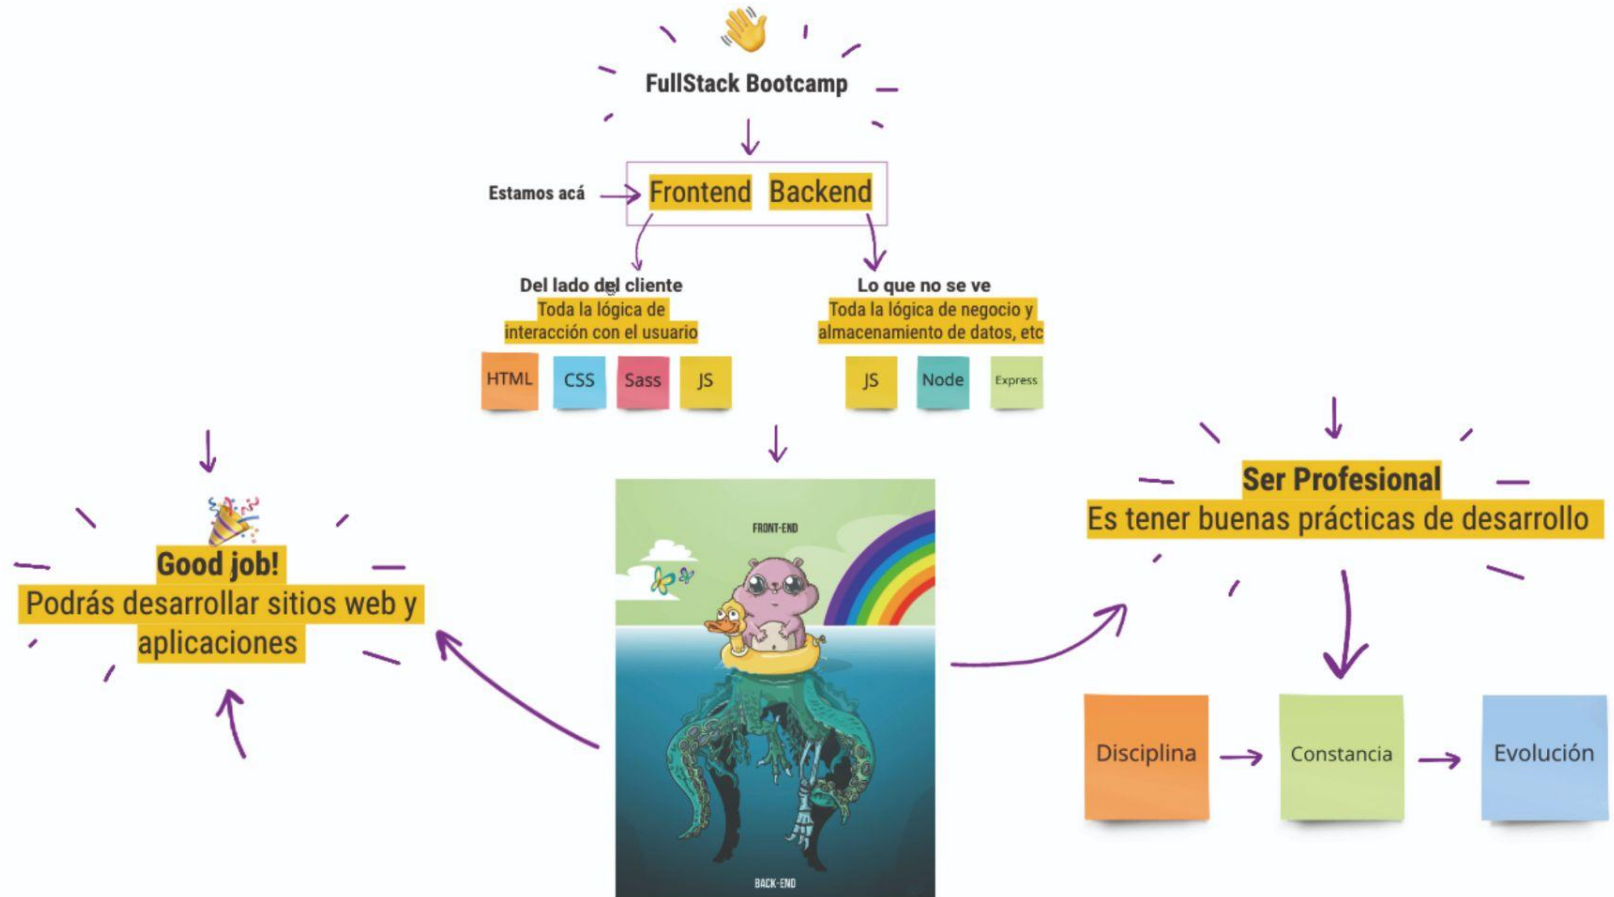 FullStack Bootcamp
Estamos acá
Frontend Backend
Del lado del cliente
Toda la lógica de
interacción con el usuario
HTML
CSS
Sass
JS
Lo que no se ve
Toda la lógica de negocio y
almacenamiento de datos, etc
JS
Node
Express
Good job!
Podrás desarrollar sitios web y
aplicaciones
FRONT-END
BACK-END
Ser Profesional
Es tener buenas prácticas de desarrollo
Disciplina
Constancia
Evolución